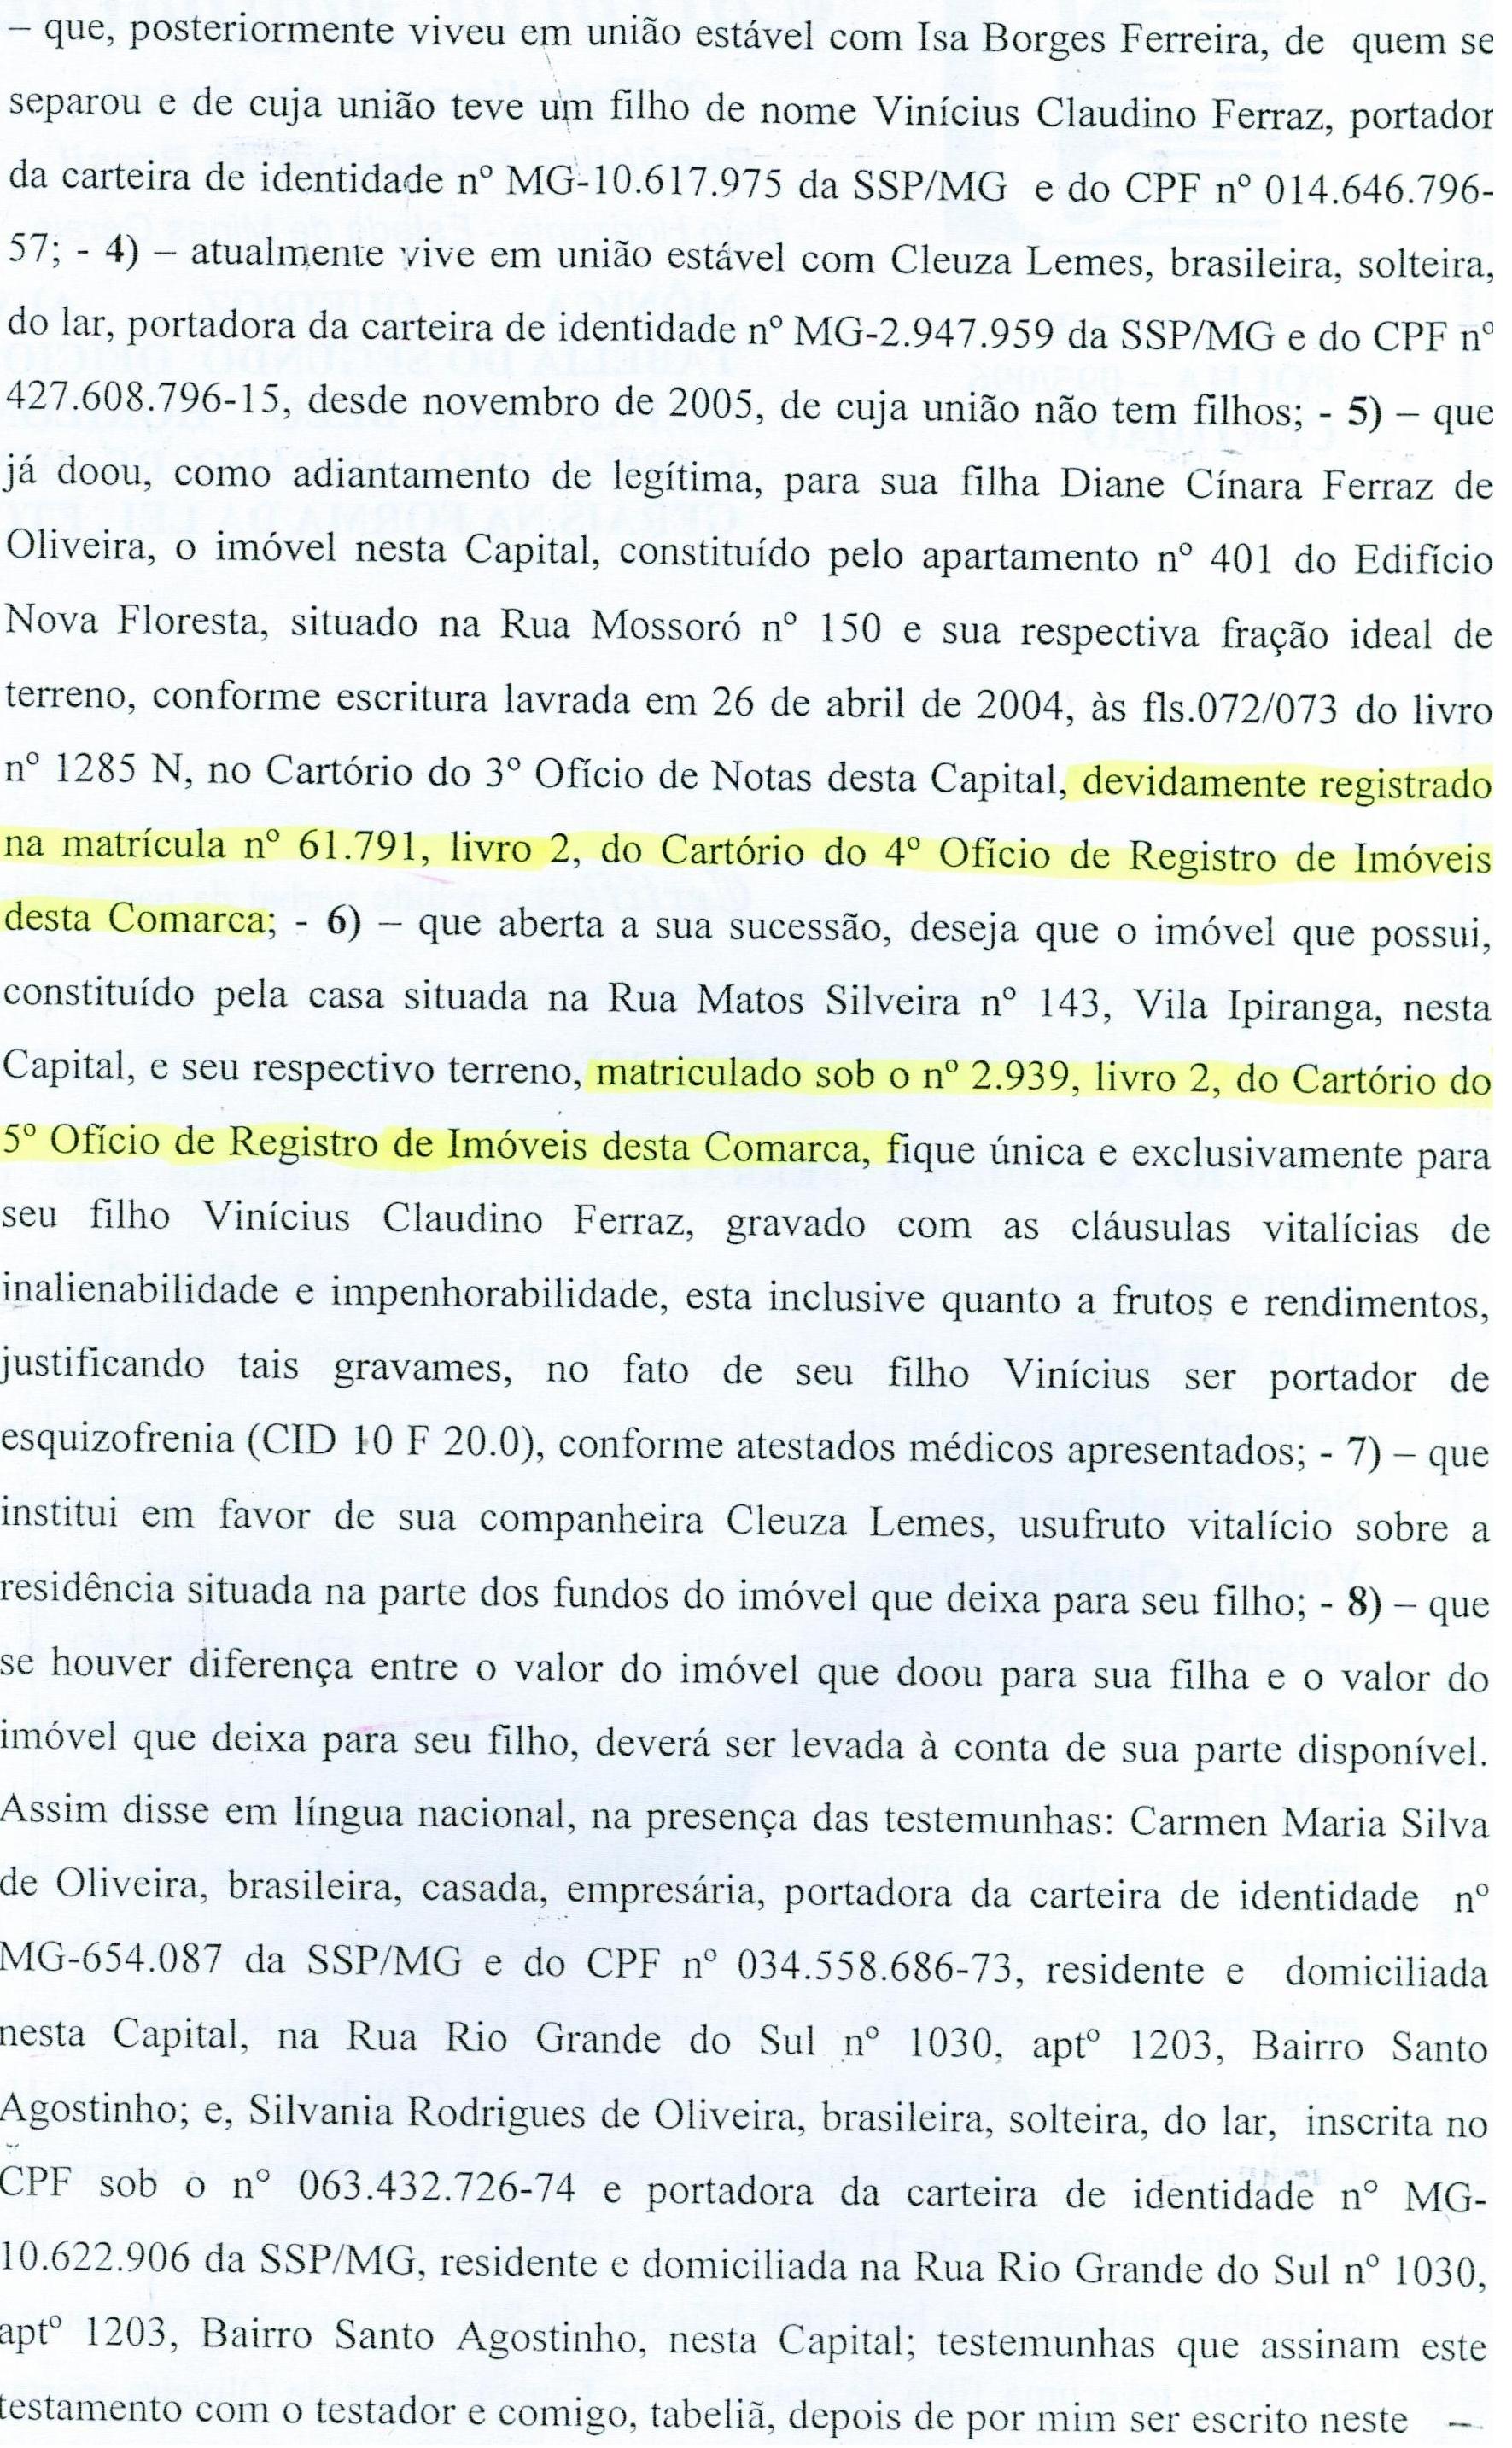 – que, posteriormente viveu em união estável com Isa Borges Ferreira, de quem se
separou e de cuja união teve um filho de nome Vinícius Claudino Ferraz, portador
da carteira de identidade nº MG-10.617.975 da SSP/MG e do CPF nº 014.646.796-
57; - 4) – atualmente vive em união estável com Cleuza Lemes, brasileira, solteira,
do lar, portadora da carteira de identidade nº MG-2.947.959 da SSP/MG e do CPF nº
427.608.796-15, desde novembro de 2005, de cuja união não tem filhos; - 5) – que
já doou, como adiantamento de legítima, para sua filha Diane Cínara Ferraz de
Oliveira, o imóvel nesta Capital, constituído pelo apartamento nº 401 do Edifício
Nova Floresta, situado na Rua Mossoró nº 150 e sua respectiva fração ideal de
terreno, conforme escritura lavrada em 26 de abril de 2004, às fls.072/073 do livro
nº 1285 N, no Cartório do 3º Ofício de Notas desta Capital, devidamente registrado
na matrícula nº 61.791, livro 2, do Cartório do 4º Ofício de Registro de Imóveis
desta Comarca; - 6) – que aberta a sua sucessão, deseja que o imóvel que possui,
constituído pela casa situada na Rua Matos Silveira nº 143, Vila Ipiranga, nesta
Capital, e seu respectivo terreno, matriculado sob o nº 2.939, livro 2, do Cartório do
5º Ofício de Registro de Imóveis desta Comarca, fique única e exclusivamente para
seu filho Vinícius Claudino Ferraz, gravado com as cláusulas vitalícias de
inalienabilidade e impenhorabilidade, esta inclusive quanto a frutos e rendimentos,
justificando tais gravames, no fato de seu filho Vinícius ser portador de
esquizofrenia (CID 10 F 20.0), conforme atestados médicos apresentados; - 7) – que
institui em favor de sua companheira Cleuza Lemes, usufruto vitalício sobre a
residência situada na parte dos fundos do imóvel que deixa para seu filho; - 8) – que
se houver diferença entre o valor do imóvel que doou para sua filha e o valor do
imóvel que deixa para seu filho, deverá ser levada à conta de sua parte disponível.
Assim disse em língua nacional, na presença das testemunhas: Carmen Maria Silva
de Oliveira, brasileira, casada, empresária, portadora da carteira de identidade nº
MG-654.087 da SSP/MG e do CPF nº 034.558.686-73, residente e domiciliada
nesta Capital, na Rua Rio Grande do Sul nº 1030, aptº 1203, Bairro Santo
Agostinho; e, Silvania Rodrigues de Oliveira, brasileira, solteira, do lar, inscrita no
CPF sob o nº 063.432.726-74 e portadora da carteira de identidade nº MG-
10.622.906 da SSP/MG, residente e domiciliada na Rua Rio Grande do Sul nº 1030,
aptº 1203, Bairro Santo Agostinho, nesta Capital; testemunhas que assinam este
testamento com o testador e comigo, tabeliã, depois de por mim ser escrito neste –